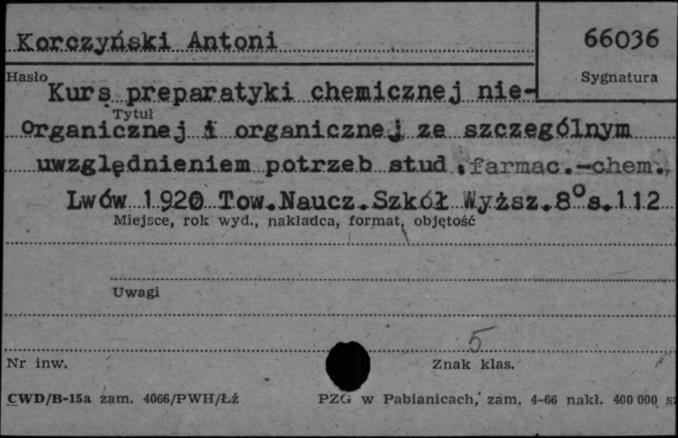 Korczyński Antoni
66036
Hasło
Sygnatura
Kurs preparatyki chemicznej nie-
Tytuł
organicznej i organicznej ze szczególnym
uwzględnieniem potrzeb stud.farmac.-chem.
Lwów 1920 Tow.Naucz.Szkół Wyższ.8°s.112
Miejsce, rok wyd., nakładca, format, objętość
Uwagi
5
Nr inw.
Znak klas.
CWD/B-15a zam. 4066/PWH/Łź
PZG w Pabianicach, zam. 4-66 nakł. 400 000